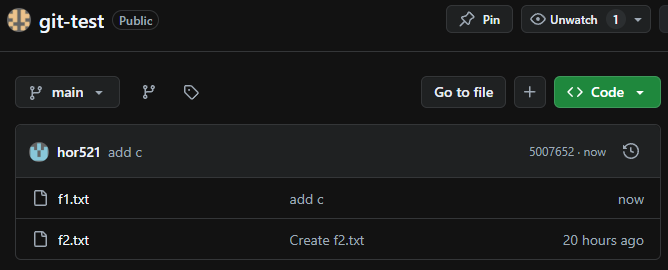 git-test Public Pin Unwatch 1
main Go to file Code
hor521 add c 5007652 · now
f1.txt add c now
f2.txt Create f2.txt 20 hours ago